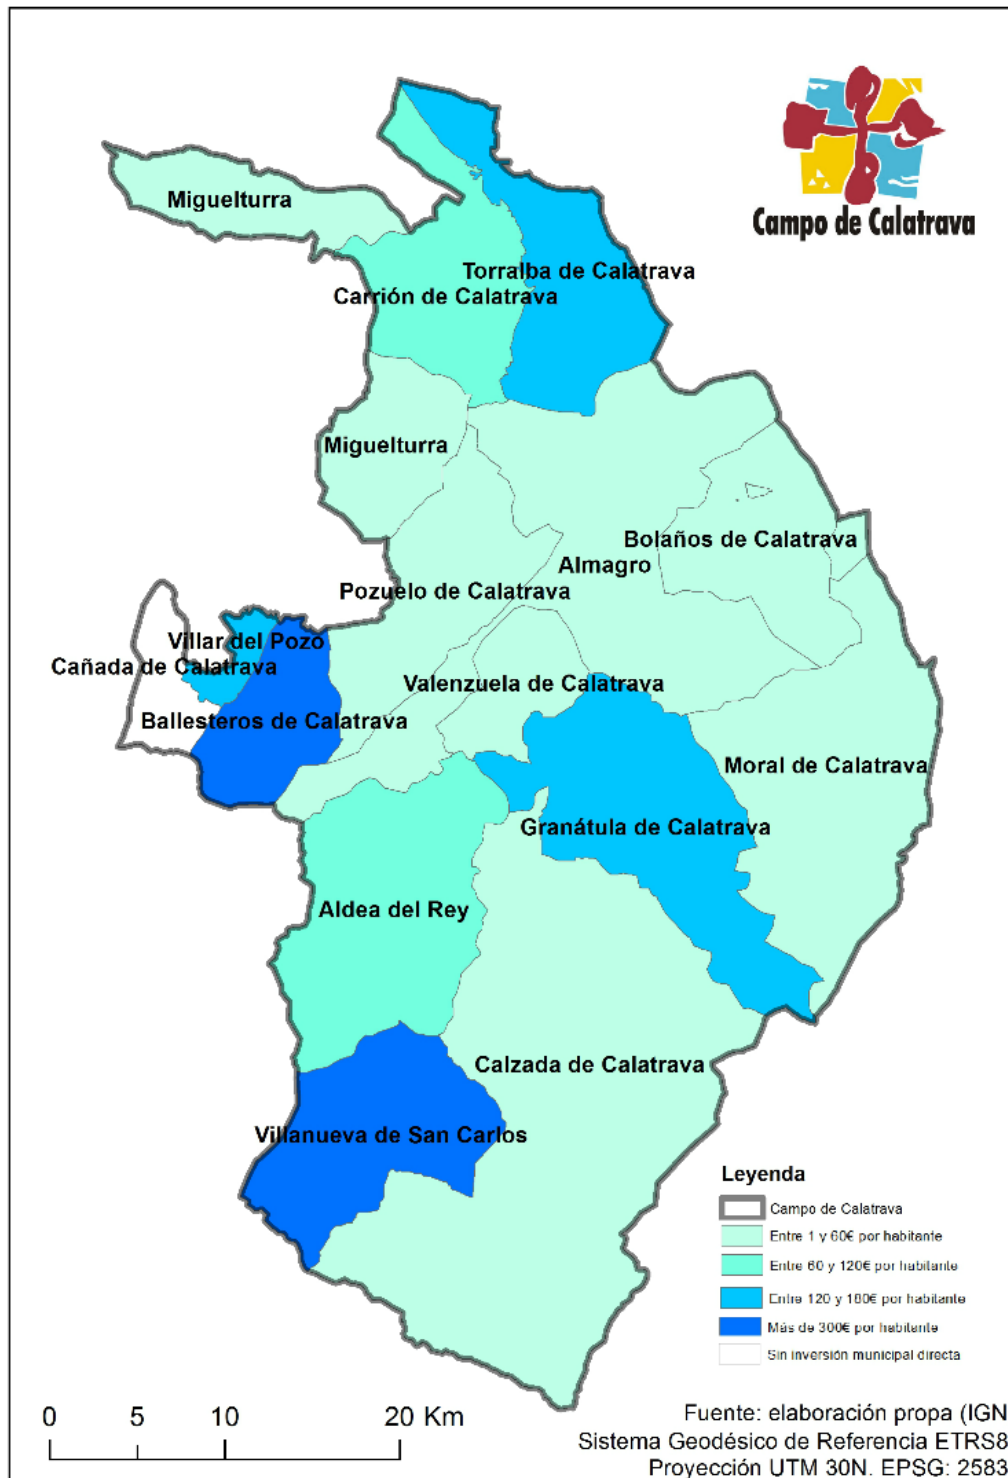 Campo de Calatrava
Miguelturra
Torralba de Calatrava
Carrión de Calatrava
Miguelturra
Bolaños de Calatrava
Almagro
Pozuelo de Calatrava
Villar del Pozo
Cañada de Calatrava
Valenzuela de Calatrava
Ballesteros de Calatrava
Moral de Calatrava
Granátula de Calatrava
Aldea del Rey
Calzada de Calatrava
Villanueva de San Carlos
Leyenda
Campo de Calatrava
Entre 1 y 60€ por habitante
Entre 60 y 120€ por habitante
Entre 120 y 180€ por habitante
Más de 300€ por habitante
Sin inversión municipal directa
0 5 10 20 Km
Fuente: elaboración propa (IGN
Sistema Geodésico de Referencia ETRS8
Proyección UTM 30N. EPSG: 2583